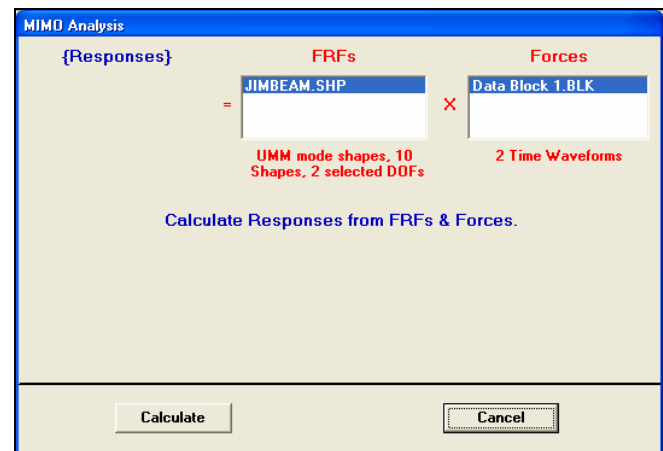 MIMO Analysis
{Responses} FRFs Forces
= JIMBEAM.SHP X Data Block 1.BLK
UMM mode shapes, 10 Shapes, 2 selected DOFs
2 Time Waveforms
Calculate Responses from FRFs & Forces.
Calculate Cancel